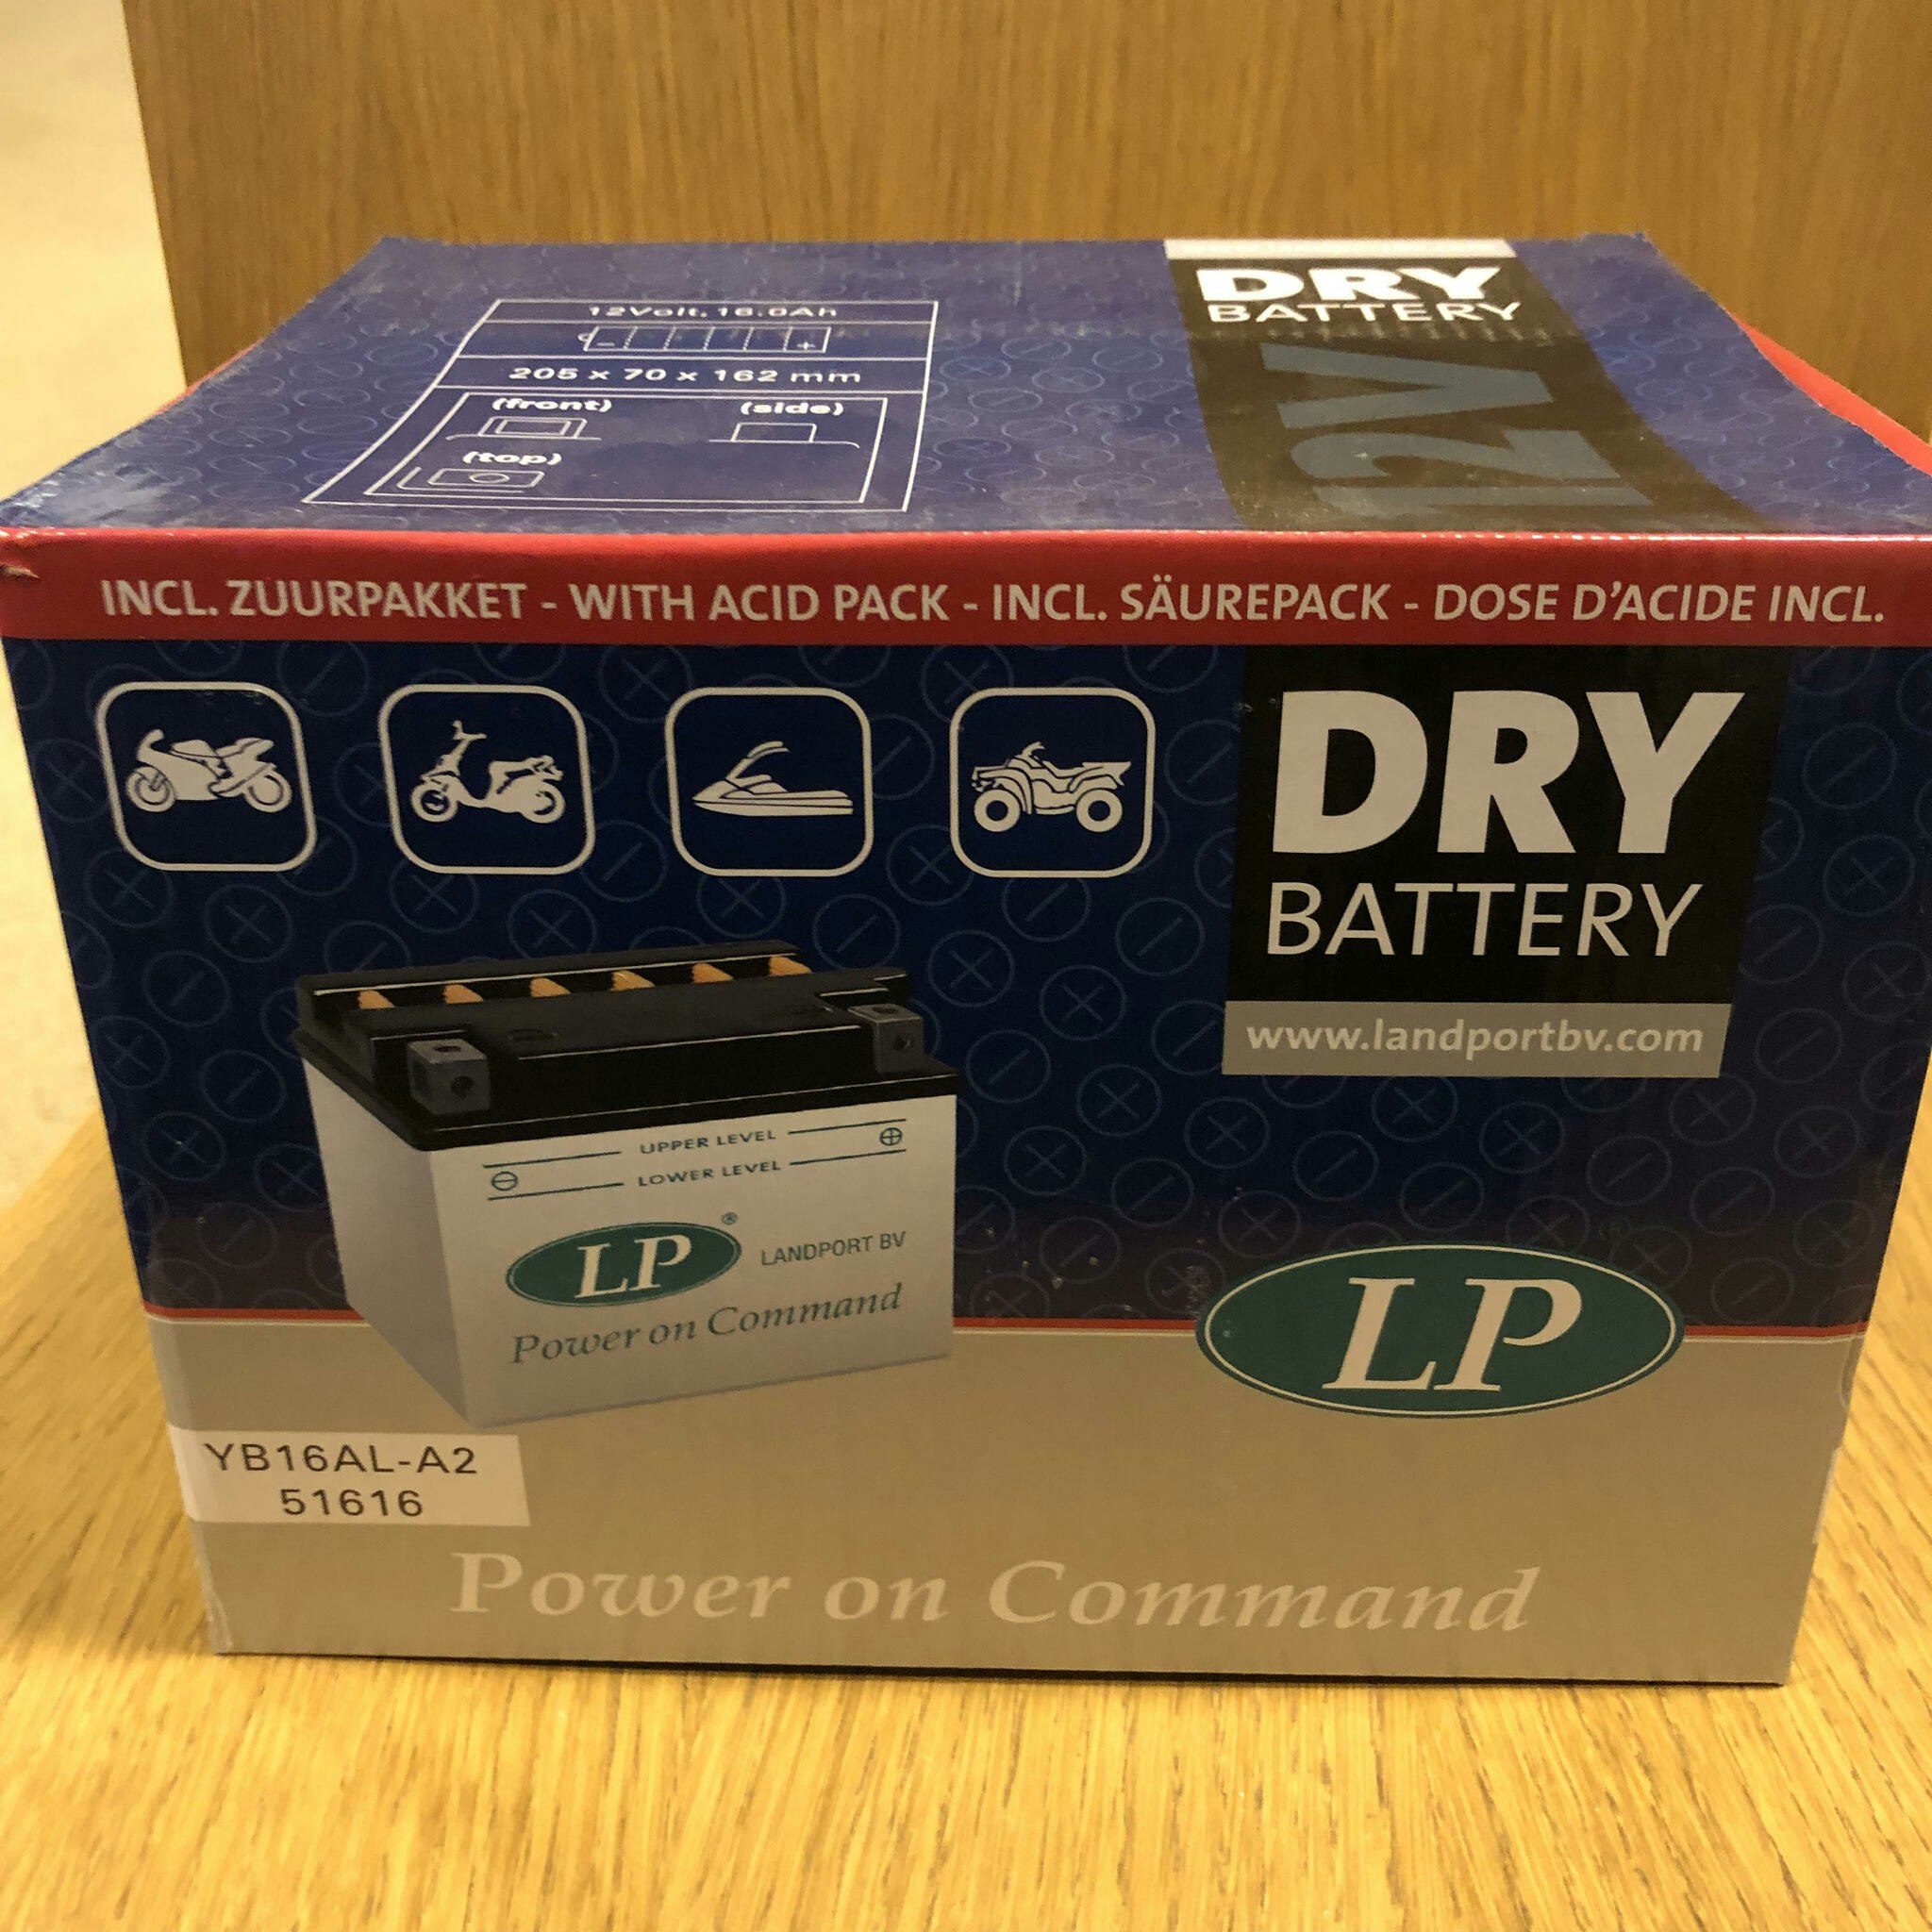 DRY
BATTERY
12V
12Volt, 16.0Ah
- +
205 x 70 x 162 mm
(front) (side)
(top)
INCL. ZUURPAKKET - WITH ACID PACK - INCL. SÄUREPACK - DOSE D'ACIDE INCL.
DRY
BATTERY
www.landportbv.com
UPPER LEVEL
LOWER LEVEL
LP® LANDPORT BV
Power on Command
LP
YB16AL-A2
51616
Power on Command